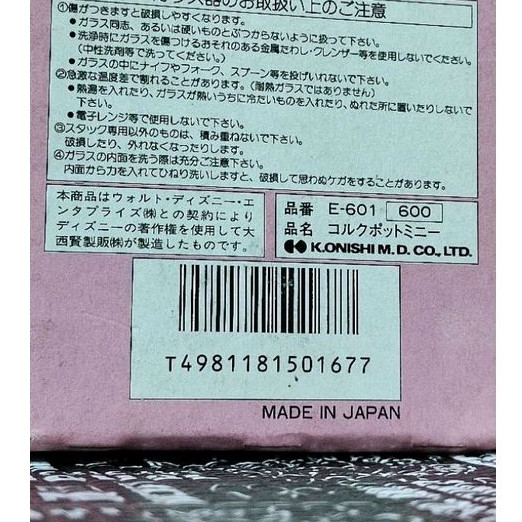 ガラス器のお取扱い上のご注意
①傷がつきますと破損しやすくなります。
●ガラス同志、あるいは硬いものとぶつからないように扱って下さい。
●洗浄時にガラスを傷つけるおそれのある金属たわし・クレンザー等を使用しないでください。
(中性洗剤等で洗ってください。)
●ガラスの中にナイフやフォーク、スプーン等を投げいれないで下さい。
②急激な温度差で割れることがあります。(耐熱ガラスではありません)
●熱湯を入れたり、ガラスが熱いうちに冷たいものを入れたり、ぬれた所に置いたりしないで
下さい。
●電子レンジ等で使用しないで下さい。
③スタック専用以外のものは、積み重ねないで下さい。
破損したり、外れなくなったりします。
④ガラスの内面を洗う際は充分ご注意下さい。
内面から力を入れてひねり洗いしますと、破損して思わぬケガをすることがあります。
本商品はウォルト・ディズニー・エ
ンタプライズ㈱との契約により
ディズニーの著作権を使用して大
西賢製販㈱が製造したものです。
品番 E-601 600
品名 コルクポットミニー
K.ONISHI M.D.CO.,LTD.
T4981181501677
MADE IN JAPAN